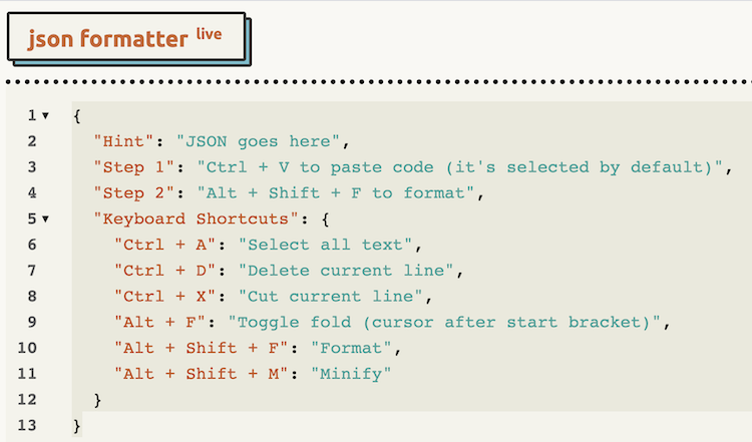 json formatter live
1 {
2 "Hint": "JSON goes here",
3 "Step 1": "Ctrl + V to paste code (it's selected by default)",
4 "Step 2": "Alt + Shift + F to format",
5 "Keyboard Shortcuts": {
6 "Ctrl + A": "Select all text",
7 "Ctrl + D": "Delete current line",
8 "Ctrl + X": "Cut current line",
9 "Alt + F": "Toggle fold (cursor after start bracket)",
10 "Alt + Shift + F": "Format",
11 "Alt + Shift + M": "Minify"
12 }
13 }